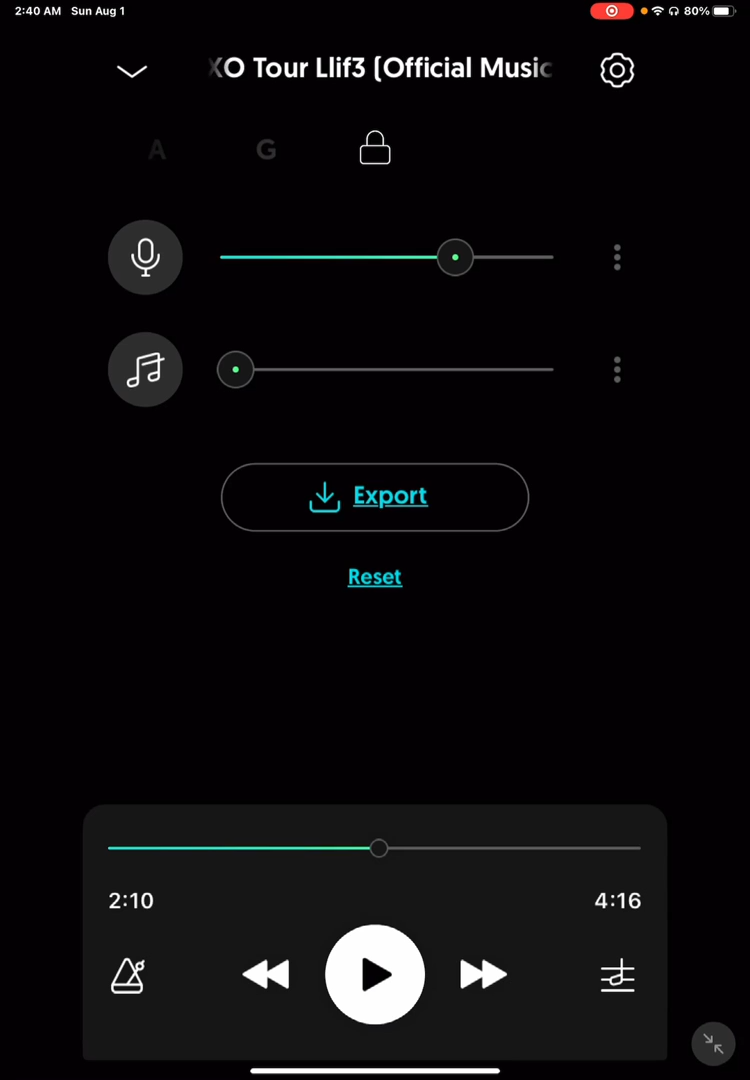 2:40 AM Sun Aug 1
80%
XO Tour Llif3 (Official Music
A G
Export
Reset
2:10 4:16